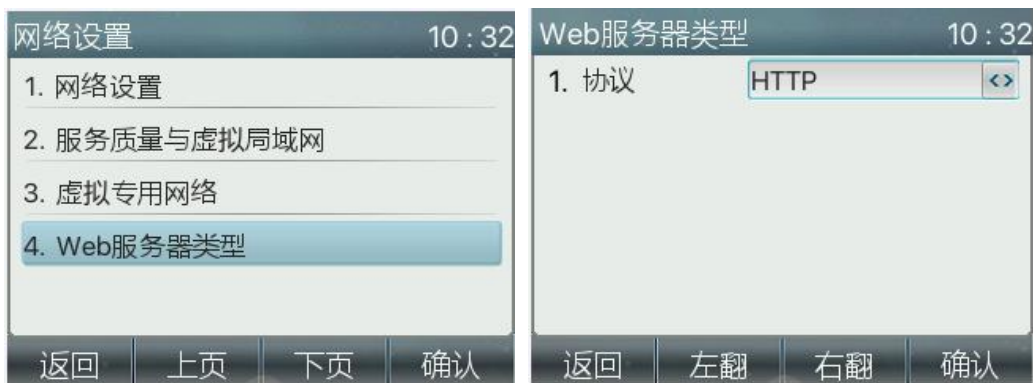 网络设置 10 : 32
1. 网络设置
2. 服务质量与虚拟局域网
3. 虚拟专用网络
4. Web服务器类型
返回 上页 下页 确认
Web服务器类型 10 : 32
1. 协议 HTTP <>
返回 左翻 右翻 确认